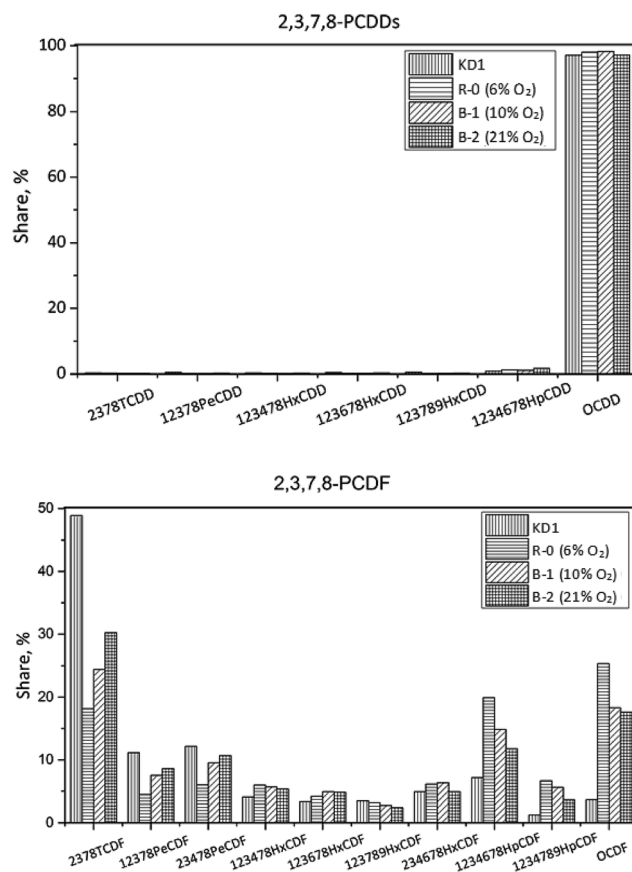 2,3,7,8-PCDDs
Share, %
100
80
60
40
20
0
KD1
R-0 (6% O₂)
B-1 (10% O₂)
B-2 (21% O₂)
2378TCDD
12378PeCDD
123478HxCDD
123678HxCDD
123789HxCDD
1234678HpCDD
OCDD
2,3,7,8-PCDF
Share, %
50
40
30
20
10
0
KD1
R-0 (6% O₂)
B-1 (10% O₂)
B-2 (21% O₂)
2378TCDF
12378PeCDF
23478PeCDF
123478HxCDF
123678HxCDF
123789HxCDF
234678HxCDF
1234678HpCDF
1234789HpCDF
OCDF